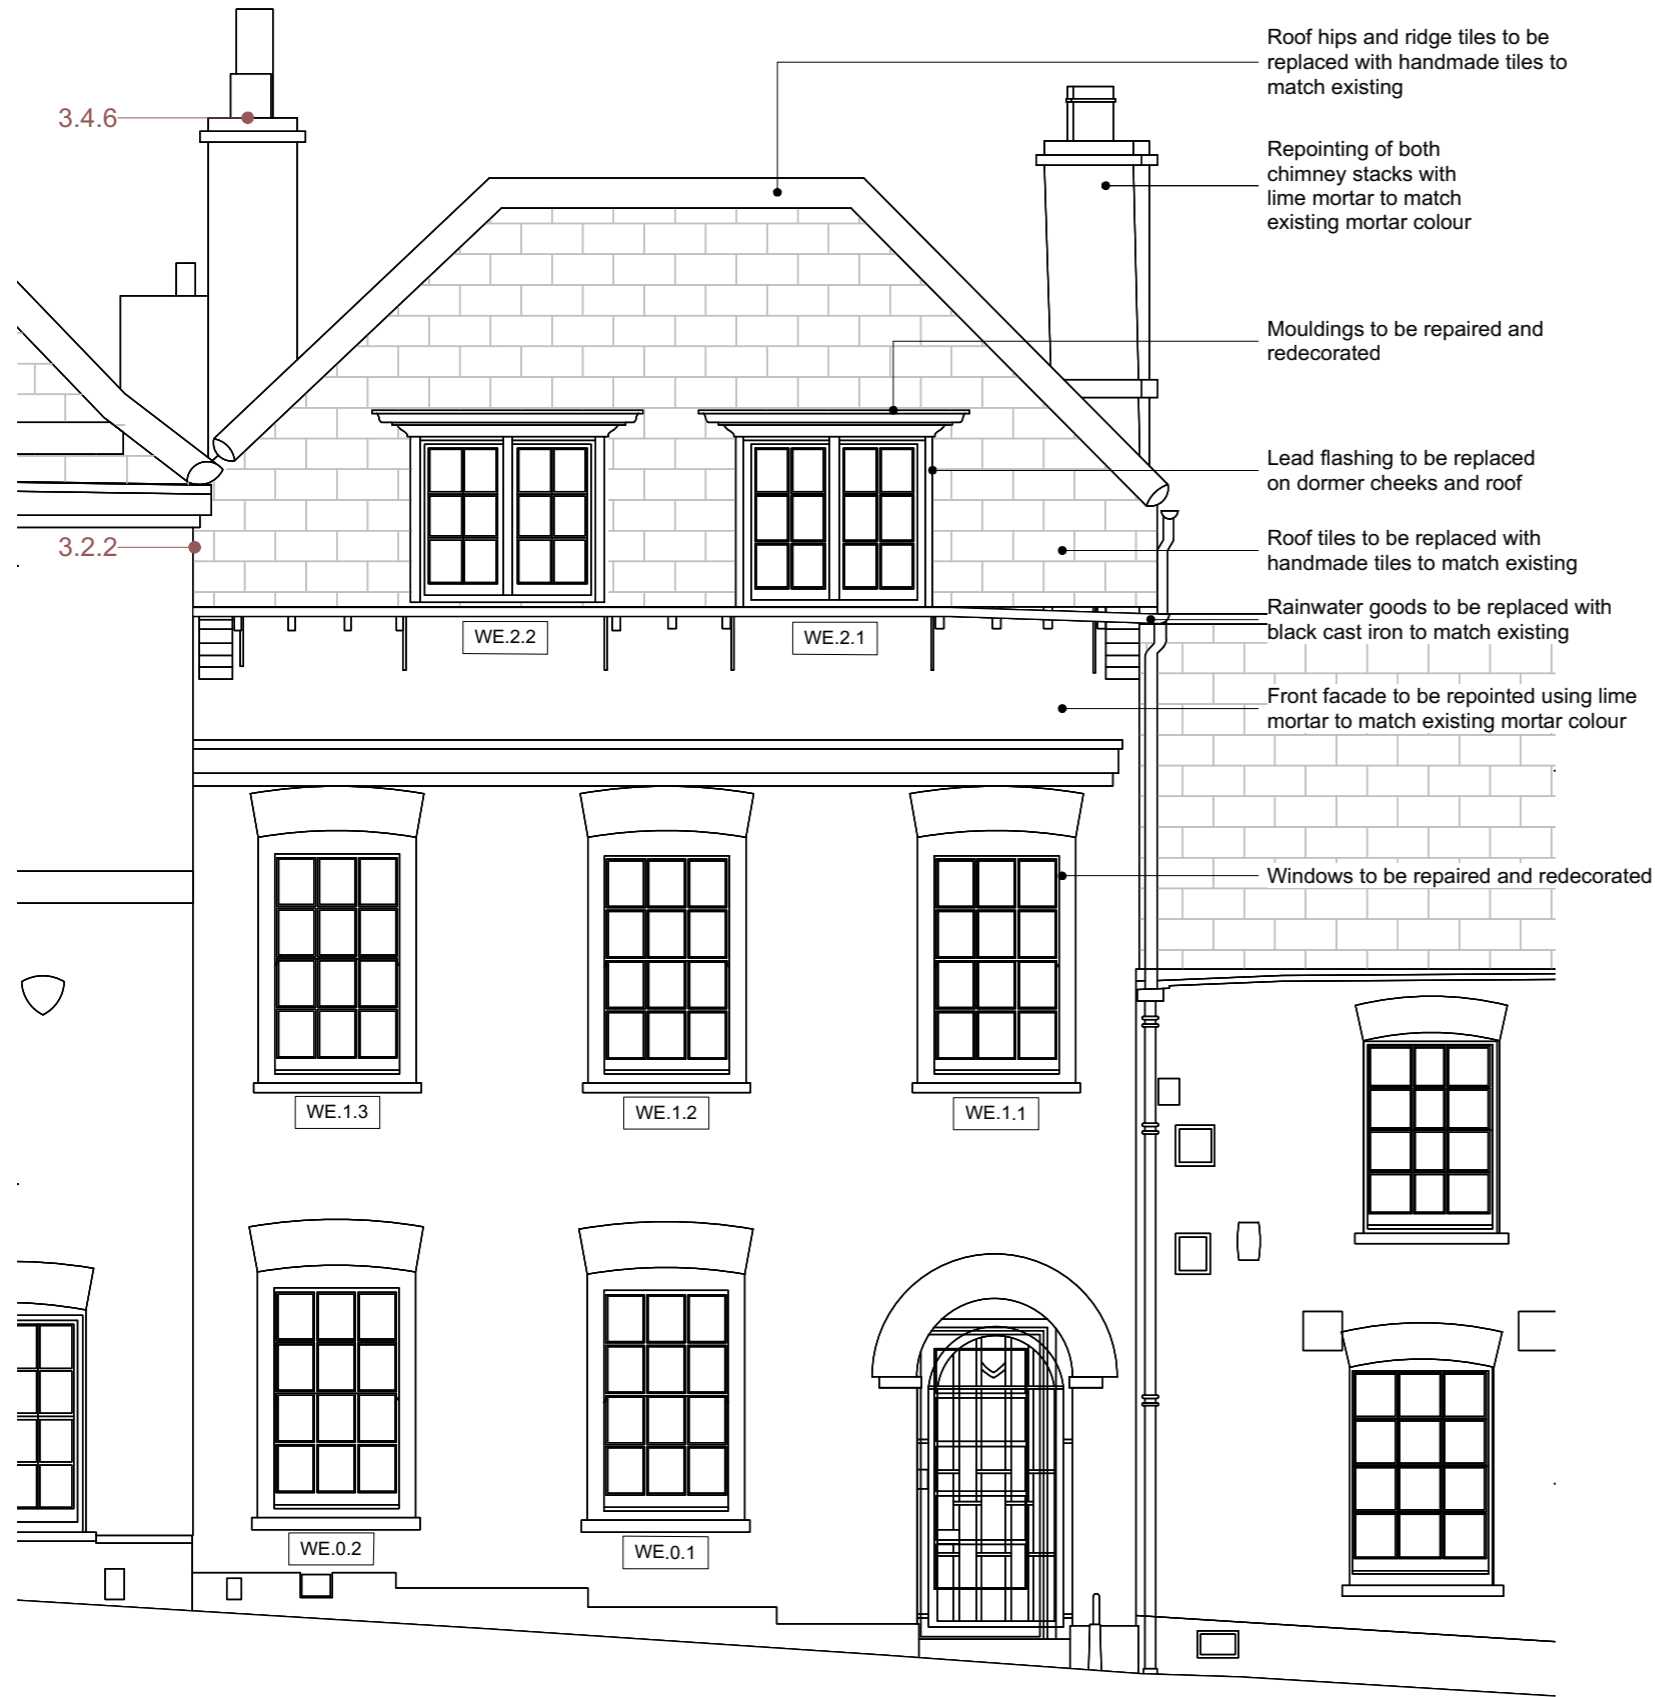 Roof hips and ridge tiles to be
replaced with handmade tiles to
match existing
3.4.6
Repointing of both
chimney stacks with
lime mortar to match
existing mortar colour
Mouldings to be repaired and
redecorated
Lead flashing to be replaced
on dormer cheeks and roof
3.2.2
Roof tiles to be replaced with
handmade tiles to match existing
Rainwater goods to be replaced with
black cast iron to match existing
WE.2.2
WE.2.1
Front facade to be repointed using lime
mortar to match existing mortar colour
Windows to be repaired and redecorated
WE.1.3
WE.1.2
WE.1.1
WE.0.2
WE.0.1